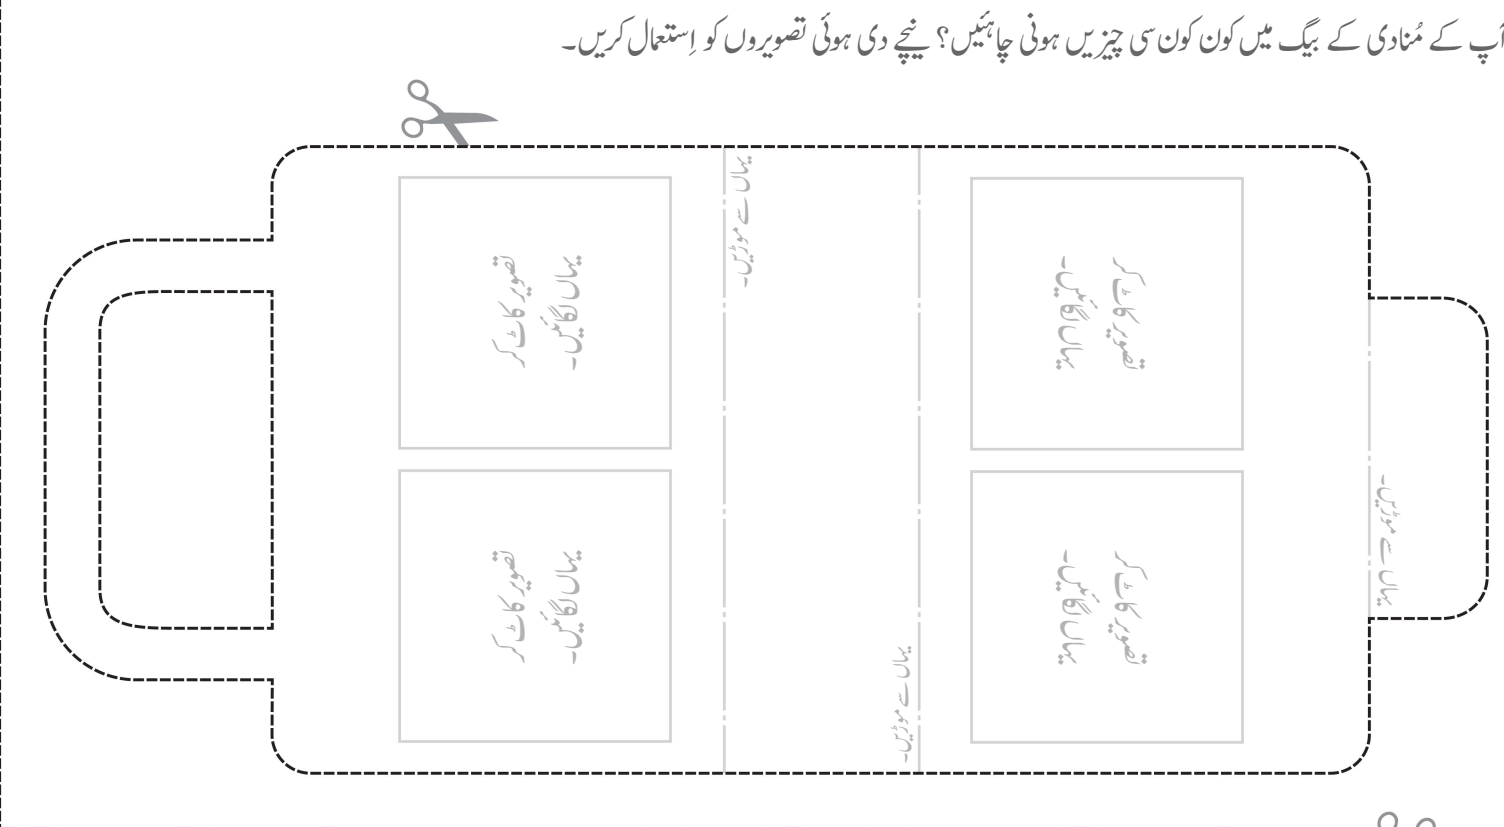 آپ کے مُنادی کے بیگ میں کون کون سی چیزیں ہونی چاہئیں؟ نیچے دی ہوئی تصویروں کو اِستعمال کریں۔
تصویر کاٹ کر
یہاں لگائیں۔
یہاں سے موڑیں۔
تصویر کاٹ کر
یہاں لگائیں۔
تصویر کاٹ کر
یہاں لگائیں۔
یہاں سے موڑیں۔
تصویر کاٹ کر
یہاں لگائیں۔
یہاں سے موڑیں۔